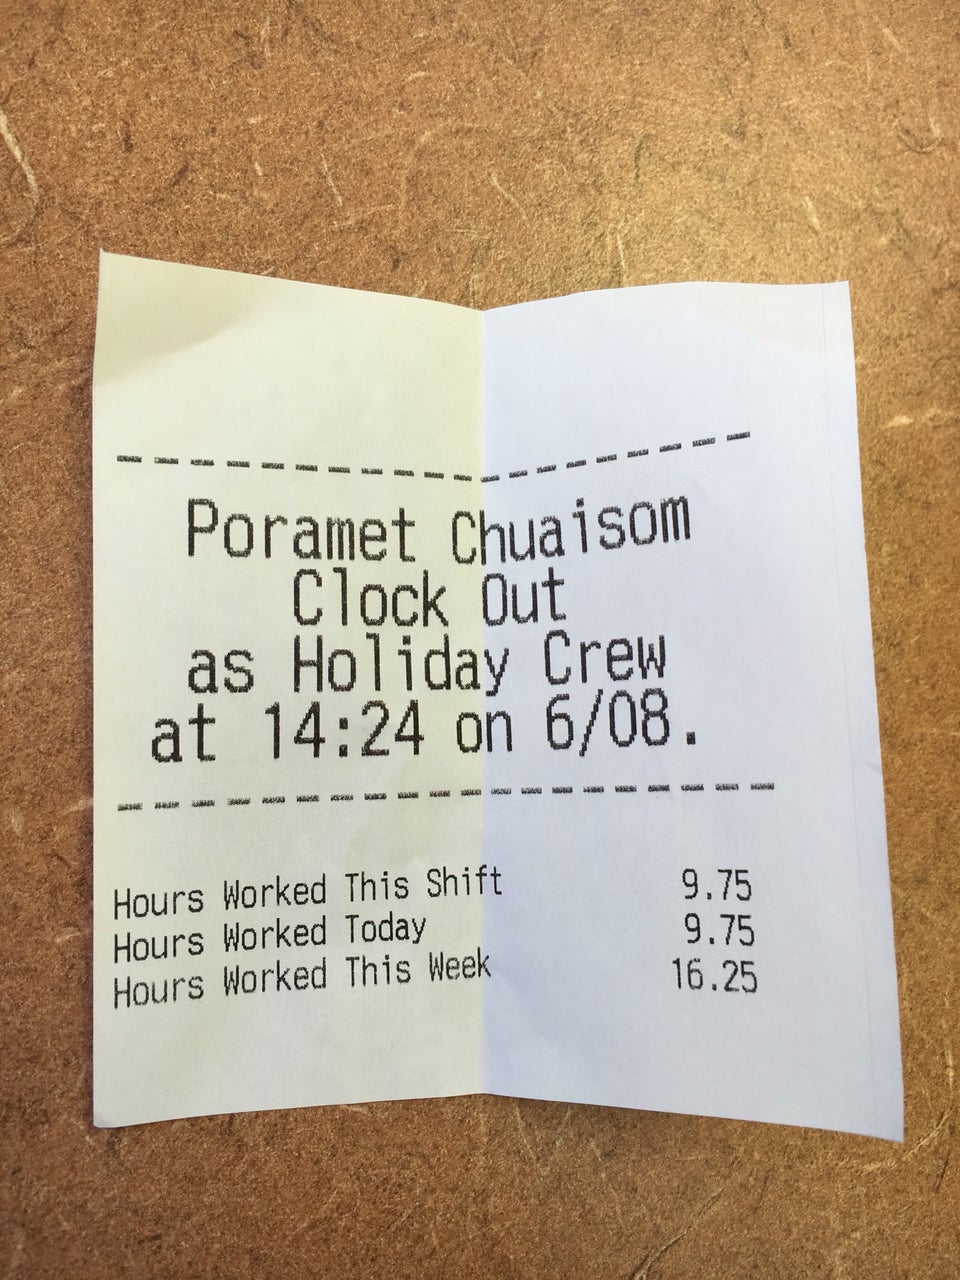 Poramet Chuaisom
Clock Out
as Holiday Crew
at 14:24 on 6/08.
Hours Worked This Shift 9.75
Hours Worked Today 9.75
Hours Worked This Week 16.25